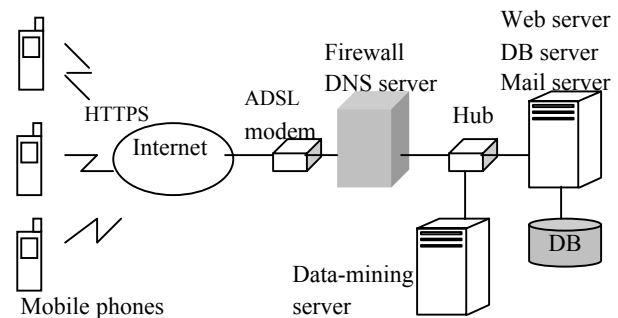 Web server
DB server
Mail server
Firewall
DNS server
Hub
ADSL
modem
HTTPS
Internet
DB
Data-mining
server
Mobile phones